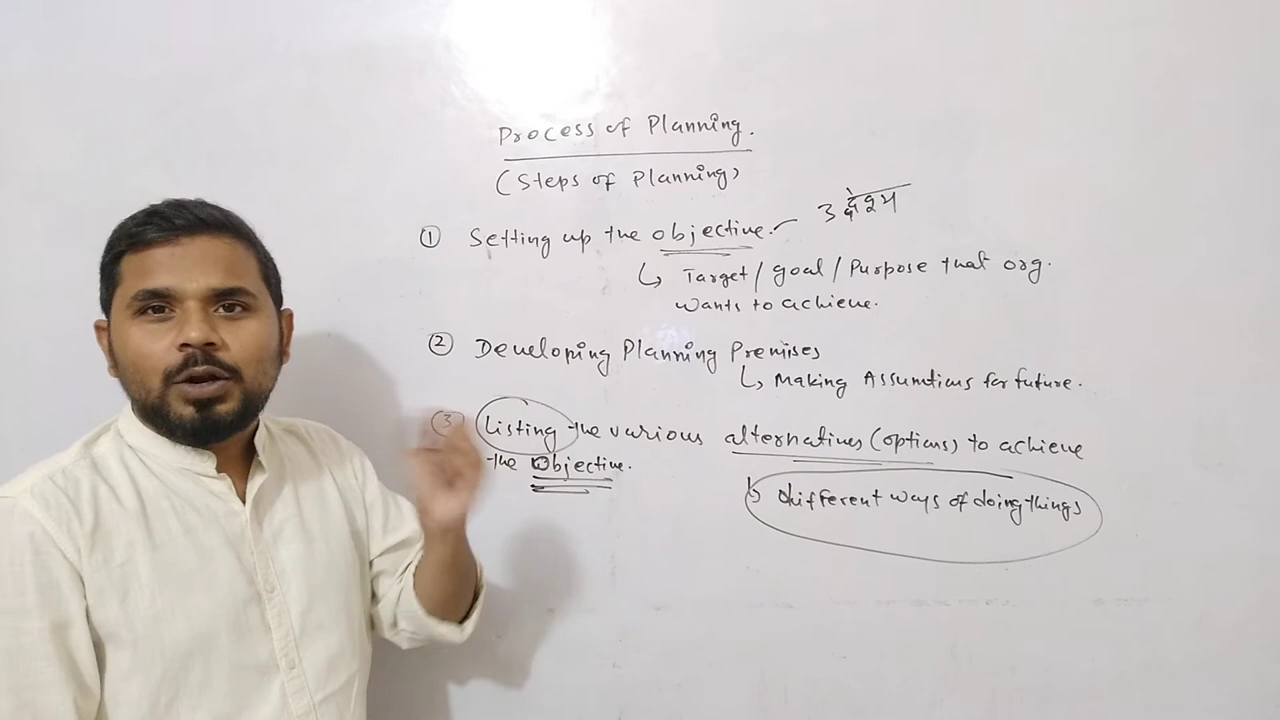 Process of Planning.
(Steps of Planning)
① Setting up the objective. उद्देश्य
↳ Target/goal/Purpose that org.
wants to achieve.
② Developing Planning Premises
↳ Making Assumptions for future.
③ Listing the various alternatives (options) to achieve
the Objective.
↳ different ways of doing things